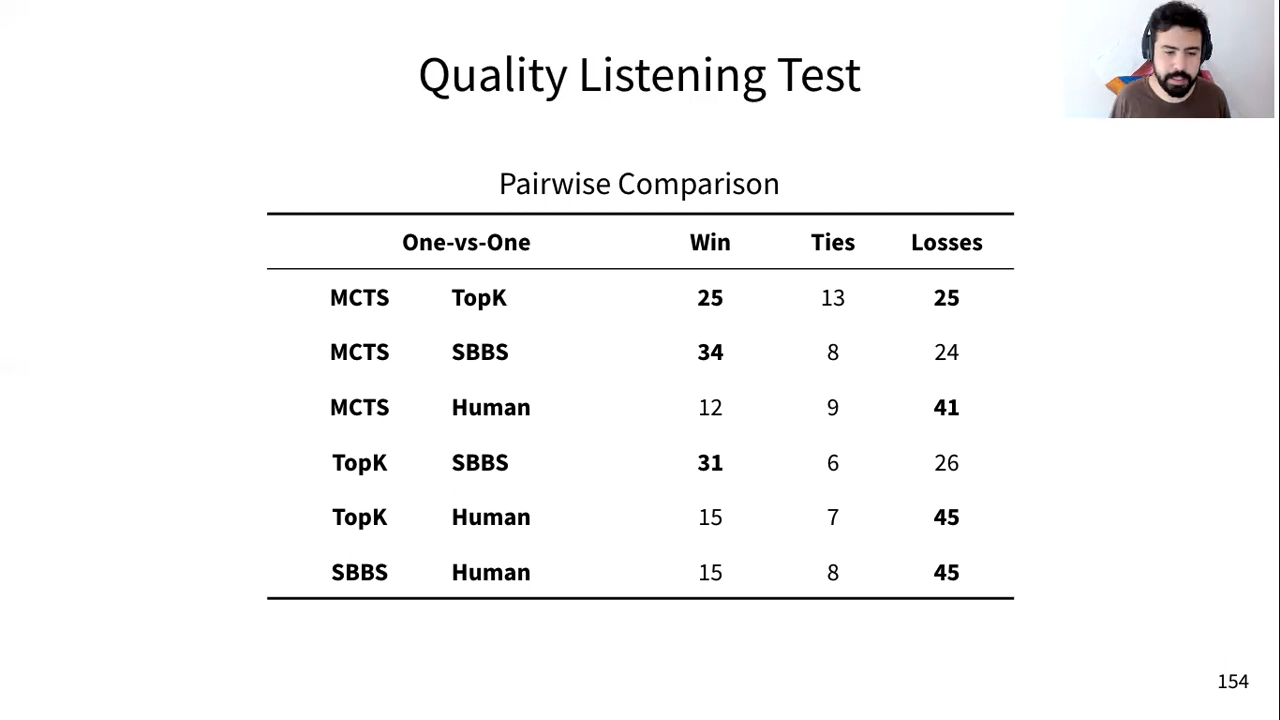 Quality Listening Test
Pairwise Comparison
One-vs-One Win Ties Losses
MCTS TopK 25 13 25
MCTS SBBS 34 8 24
MCTS Human 12 9 41
TopK SBBS 31 6 26
TopK Human 15 7 45
SBBS Human 15 8 45
154